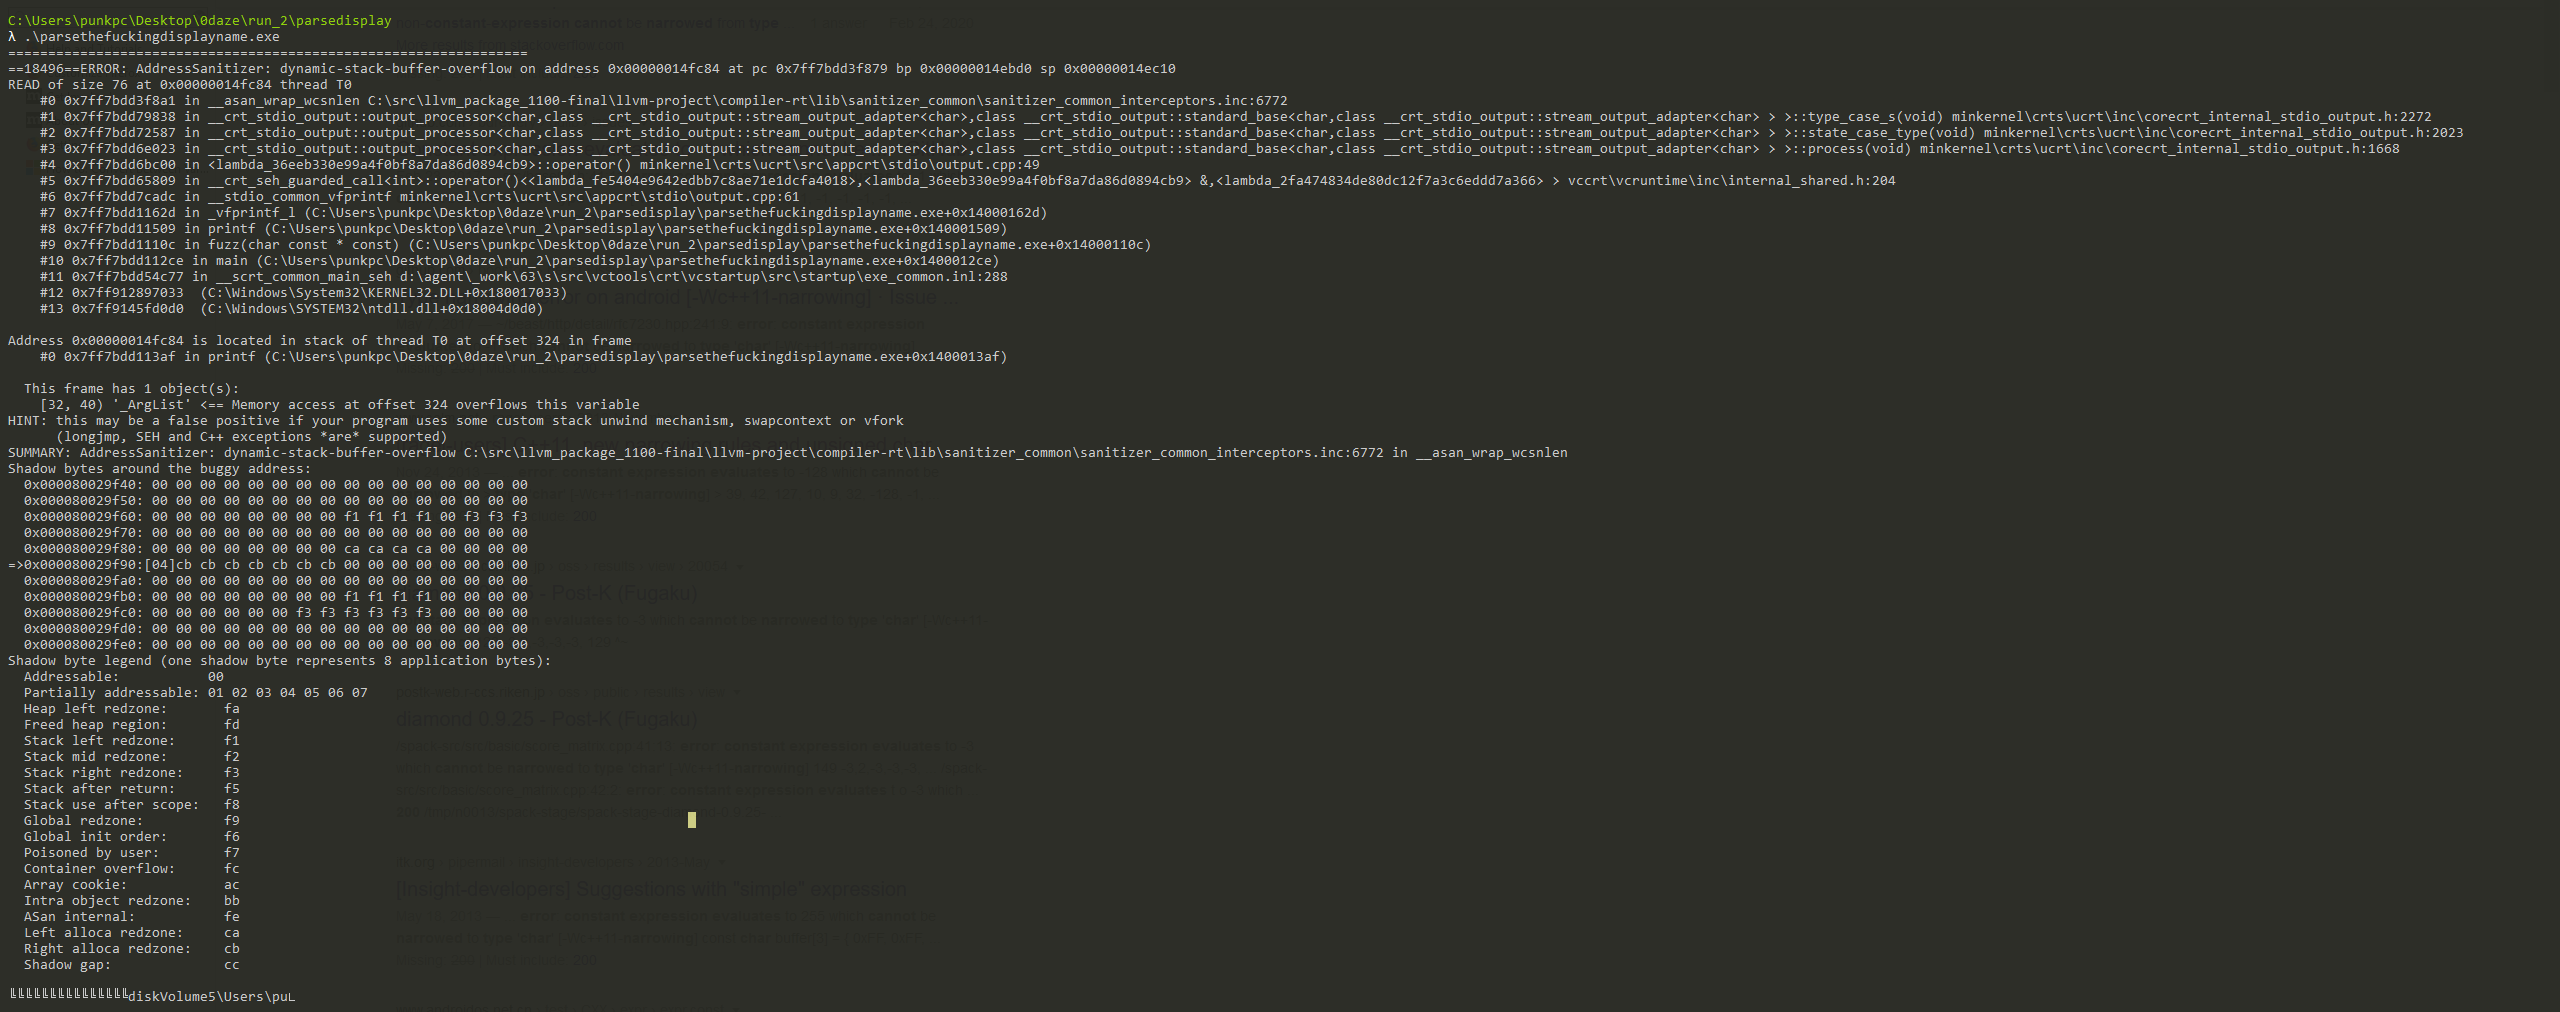 C:\Users\punkpc\Desktop\0daze\run_2\parsedisplay
λ .\parsethefuckingdisplayname.exe
=================================================================
==18496==ERROR: AddressSanitizer: dynamic-stack-buffer-overflow on address 0x00000014fc84 at pc 0x7ff7bdd3f879 bp 0x00000014ebd0 sp 0x00000014ec10
READ of size 76 at 0x00000014fc84 thread T0
    #0 0x7ff7bdd3f8a1 in __asan_wrap_wcsnlen C:\src\llvm_package_1100-final\llvm-project\compiler-rt\lib\sanitizer_common\sanitizer_common_interceptors.inc:6772
    #1 0x7ff7bdd79838 in __crt_stdio_output::output_processor<char,class __crt_stdio_output::stream_output_adapter<char>,class __crt_stdio_output::standard_base<char,class __crt_stdio_output::stream_output_adapter<char> > >::type_case_s(void) minkernel\crts\ucrt\inc\corecrt_internal_stdio_output.h:2272
    #2 0x7ff7bdd72587 in __crt_stdio_output::output_processor<char,class __crt_stdio_output::stream_output_adapter<char>,class __crt_stdio_output::standard_base<char,class __crt_stdio_output::stream_output_adapter<char> > >::state_case_type(void) minkernel\crts\ucrt\inc\corecrt_internal_stdio_output.h:2023
    #3 0x7ff7bdd6e023 in __crt_stdio_output::output_processor<char,class __crt_stdio_output::stream_output_adapter<char>,class __crt_stdio_output::standard_base<char,class __crt_stdio_output::stream_output_adapter<char> > >::process(void) minkernel\crts\ucrt\inc\corecrt_internal_stdio_output.h:1668
    #4 0x7ff7bdd6bc00 in <lambda_36eeb330e99a4f0bf8a7da86d0894cb9>::operator() minkernel\crts\ucrt\src\appcrt\stdio\output.cpp:49
    #5 0x7ff7bdd65809 in __crt_seh_guarded_call<int>::operator()<<lambda_fe5404e9642edbb7c8ae71e1dcfa4018>,<lambda_36eeb330e99a4f0bf8a7da86d0894cb9> &,<lambda_2fa474834de80dc12f7a3c6eddd7a366> > vccrt\vcruntime\inc\internal_shared.h:204
    #6 0x7ff7bdd7cadc in __stdio_common_vfprintf minkernel\crts\ucrt\src\appcrt\stdio\output.cpp:61
    #7 0x7ff7bdd1162d in _vfprintf_l (C:\Users\punkpc\Desktop\0daze\run_2\parsedisplay\parsethefuckingdisplayname.exe+0x14000162d)
    #8 0x7ff7bdd11509 in printf (C:\Users\punkpc\Desktop\0daze\run_2\parsedisplay\parsethefuckingdisplayname.exe+0x140001509)
    #9 0x7ff7bdd1110c in fuzz(char const * const) (C:\Users\punkpc\Desktop\0daze\run_2\parsedisplay\parsethefuckingdisplayname.exe+0x14000110c)
    #10 0x7ff7bdd112ce in main (C:\Users\punkpc\Desktop\0daze\run_2\parsedisplay\parsethefuckingdisplayname.exe+0x1400012ce)
    #11 0x7ff7bdd54c77 in __scrt_common_main_seh d:\agent\_work\63\s\src\vctools\crt\vcstartup\src\startup\exe_common.inl:288
    #12 0x7ff912897033  (C:\Windows\System32\KERNEL32.DLL+0x180017033)
    #13 0x7ff9145fd0d0  (C:\Windows\SYSTEM32\ntdll.dll+0x18004d0d0)

Address 0x00000014fc84 is located in stack of thread T0 at offset 324 in frame
    #0 0x7ff7bdd113af in printf (C:\Users\punkpc\Desktop\0daze\run_2\parsedisplay\parsethefuckingdisplayname.exe+0x1400013af)

  This frame has 1 object(s):
    [32, 40) '_ArgList' <== Memory access at offset 324 overflows this variable
HINT: this may be a false positive if your program uses some custom stack unwind mechanism, swapcontext or vfork
      (longjmp, SEH and C++ exceptions *are* supported)
SUMMARY: AddressSanitizer: dynamic-stack-buffer-overflow C:\src\llvm_package_1100-final\llvm-project\compiler-rt\lib\sanitizer_common\sanitizer_common_interceptors.inc:6772 in __asan_wrap_wcsnlen
Shadow bytes around the buggy address:
  0x000080029f40: 00 00 00 00 00 00 00 00 00 00 00 00 00 00 00 00
  0x000080029f50: 00 00 00 00 00 00 00 00 00 00 00 00 00 00 00 00
  0x000080029f60: 00 00 00 00 00 00 00 00 f1 f1 f1 f1 00 f3 f3 f3
  0x000080029f70: 00 00 00 00 00 00 00 00 00 00 00 00 00 00 00 00
  0x000080029f80: 00 00 00 00 00 00 00 00 ca ca ca ca 00 00 00 00
=>0x000080029f90:[04]cb cb cb cb cb cb cb 00 00 00 00 00 00 00 00
  0x000080029fa0: 00 00 00 00 00 00 00 00 00 00 00 00 00 00 00 00
  0x000080029fb0: 00 00 00 00 00 00 00 00 f1 f1 f1 f1 00 00 00 00
  0x000080029fc0: 00 00 00 00 00 00 f3 f3 f3 f3 f3 f3 00 00 00 00
  0x000080029fd0: 00 00 00 00 00 00 00 00 00 00 00 00 00 00 00 00
  0x000080029fe0: 00 00 00 00 00 00 00 00 00 00 00 00 00 00 00 00
Shadow byte legend (one shadow byte represents 8 application bytes):
  Addressable:           00
  Partially addressable: 01 02 03 04 05 06 07
  Heap left redzone:       fa
  Freed heap region:       fd
  Stack left redzone:      f1
  Stack mid redzone:       f2
  Stack right redzone:     f3
  Stack after return:      f5
  Stack use after scope:   f8
  Global redzone:          f9
  Global init order:       f6
  Poisoned by user:        f7
  Container overflow:      fc
  Array cookie:            ac
  Intra object redzone:    bb
  ASan internal:           fe
  Left alloca redzone:     ca
  Right alloca redzone:    cb
  Shadow gap:              cc

╚╚╚╚╚╚╚╚╚╚╚╚╚╚╚diskVolume5\Users\puL